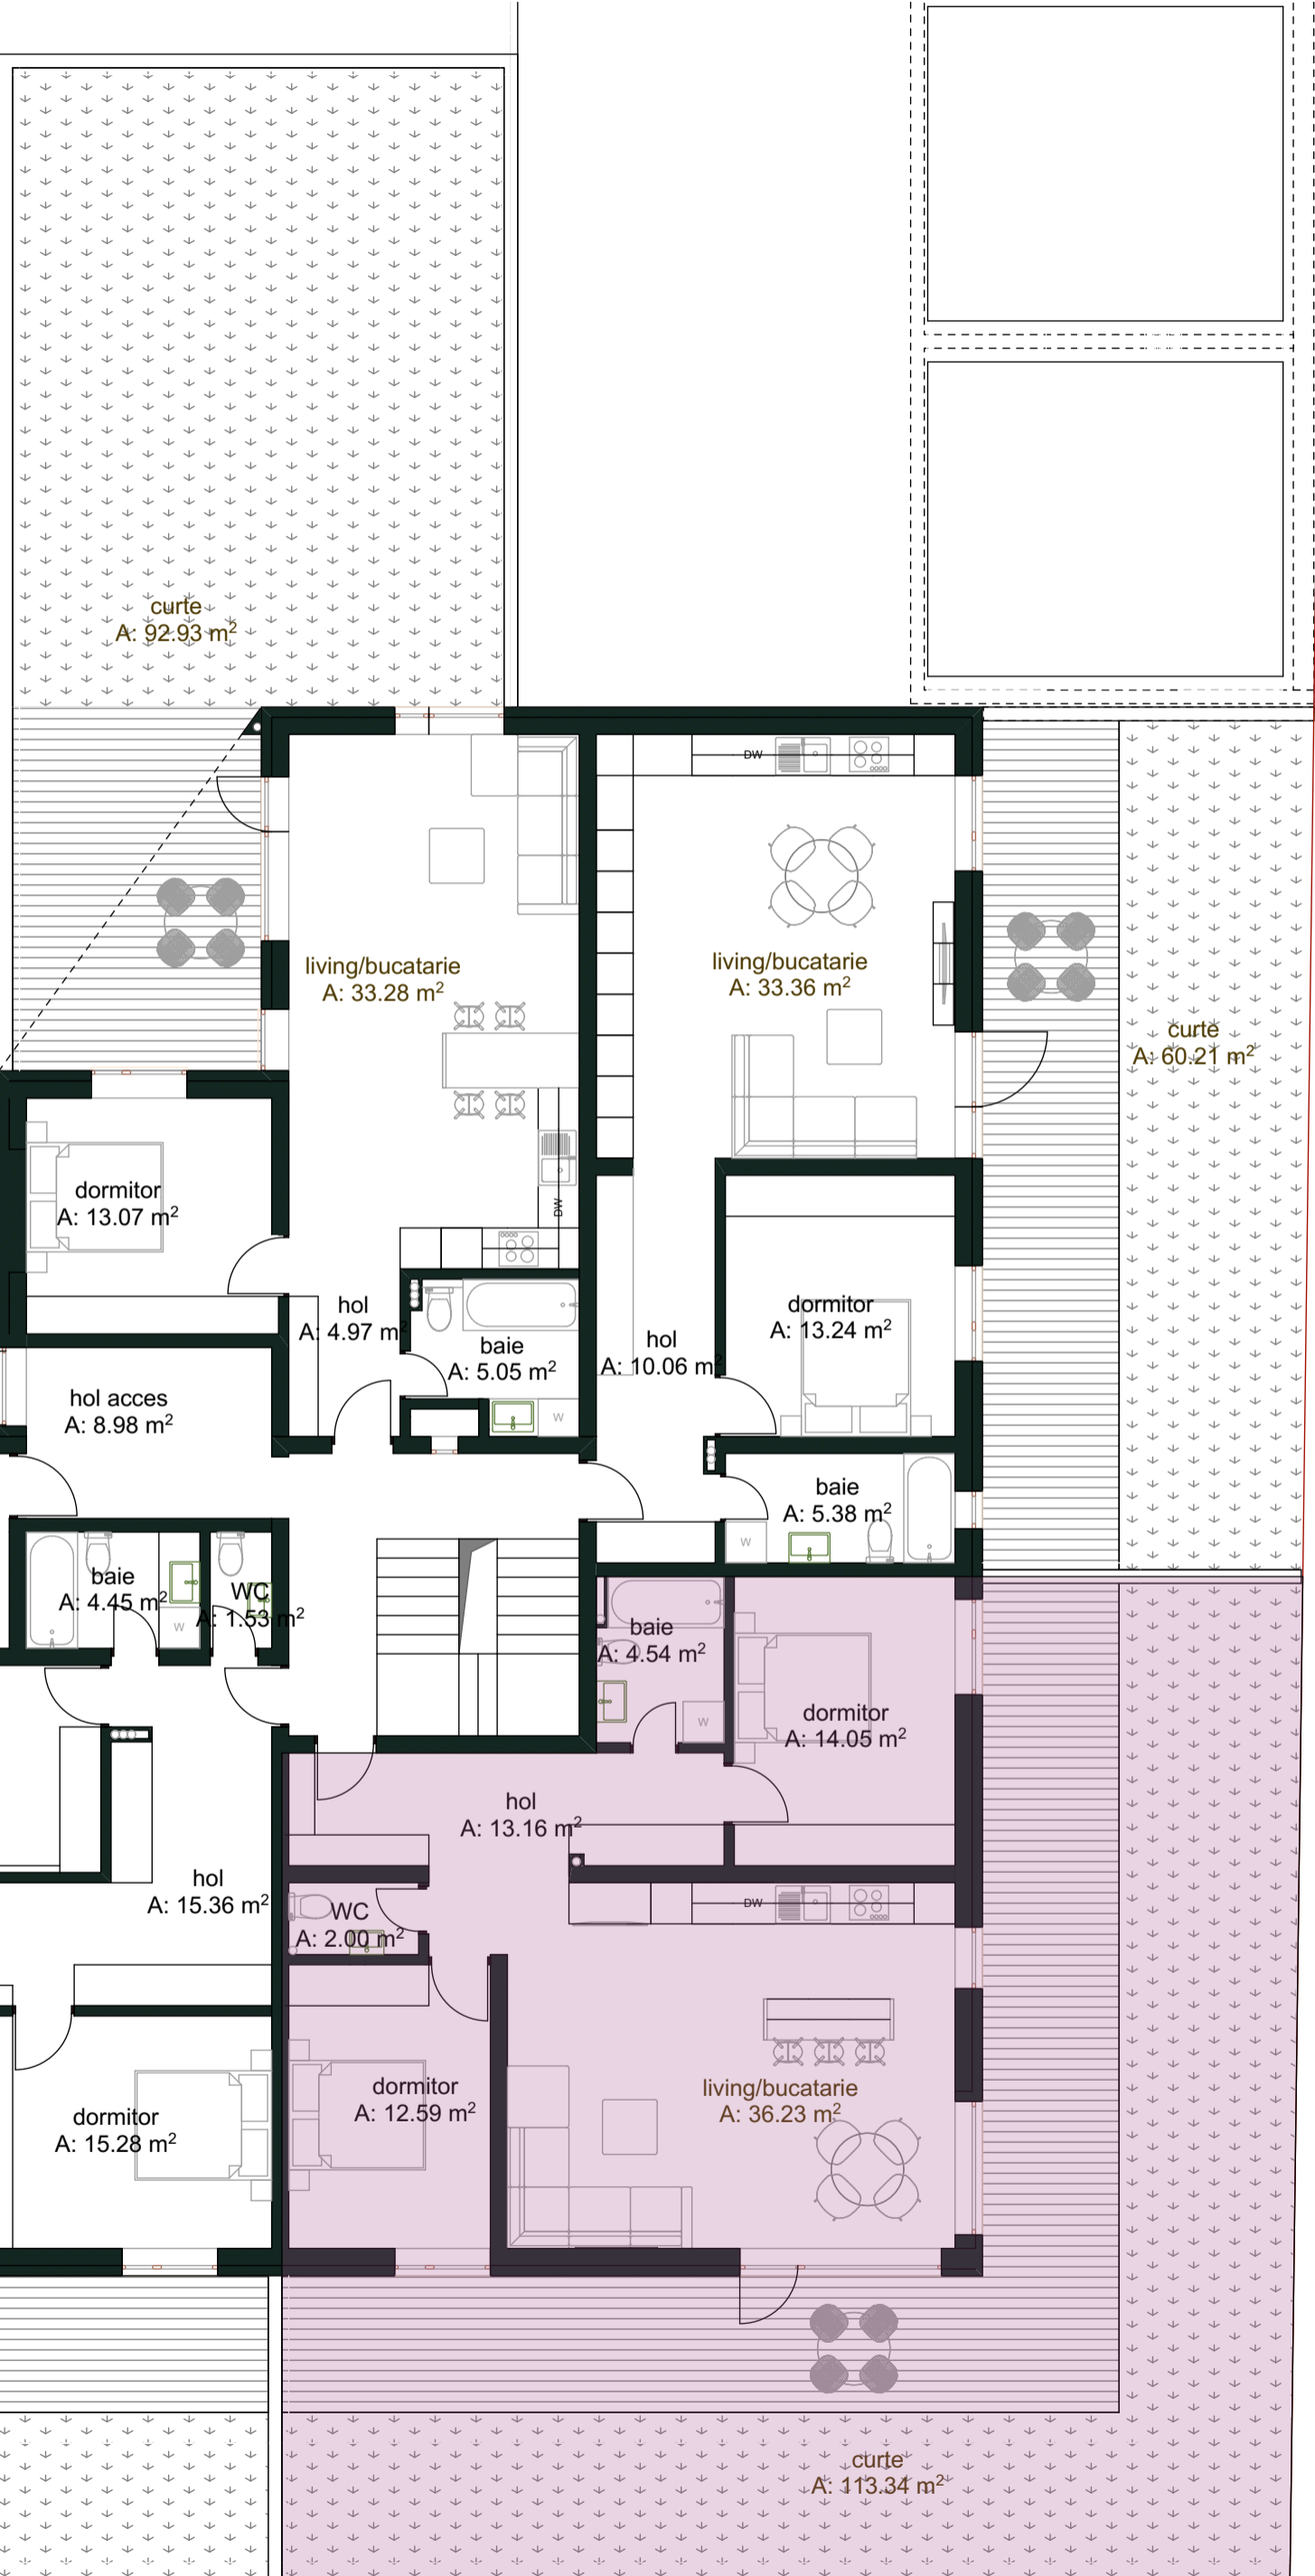 curte
A: 92.93 m²
DW
living/bucatarie
A: 33.28 m²
living/bucatarie
A: 33.36 m²
curte
A: 60.21 m²
dormitor
A: 13.07 m²
DW
hol
A: 4.97 m²
baie
A: 5.05 m²
W
hol
A: 10.06 m²
dormitor
A: 13.24 m²
hol acces
A: 8.98 m²
baie
A: 5.38 m²
W
baie
A: 4.45 m²
W
WC
A: 1.53 m²
baie
A: 4.54 m²
W
dormitor
A: 14.05 m²
hol
A: 13.16 m²
hol
A: 15.36 m²
WC
A: 2.00 m²
DW
dormitor
A: 12.59 m²
living/bucatarie
A: 36.23 m²
dormitor
A: 15.28 m²
curte
A: 113.34 m²